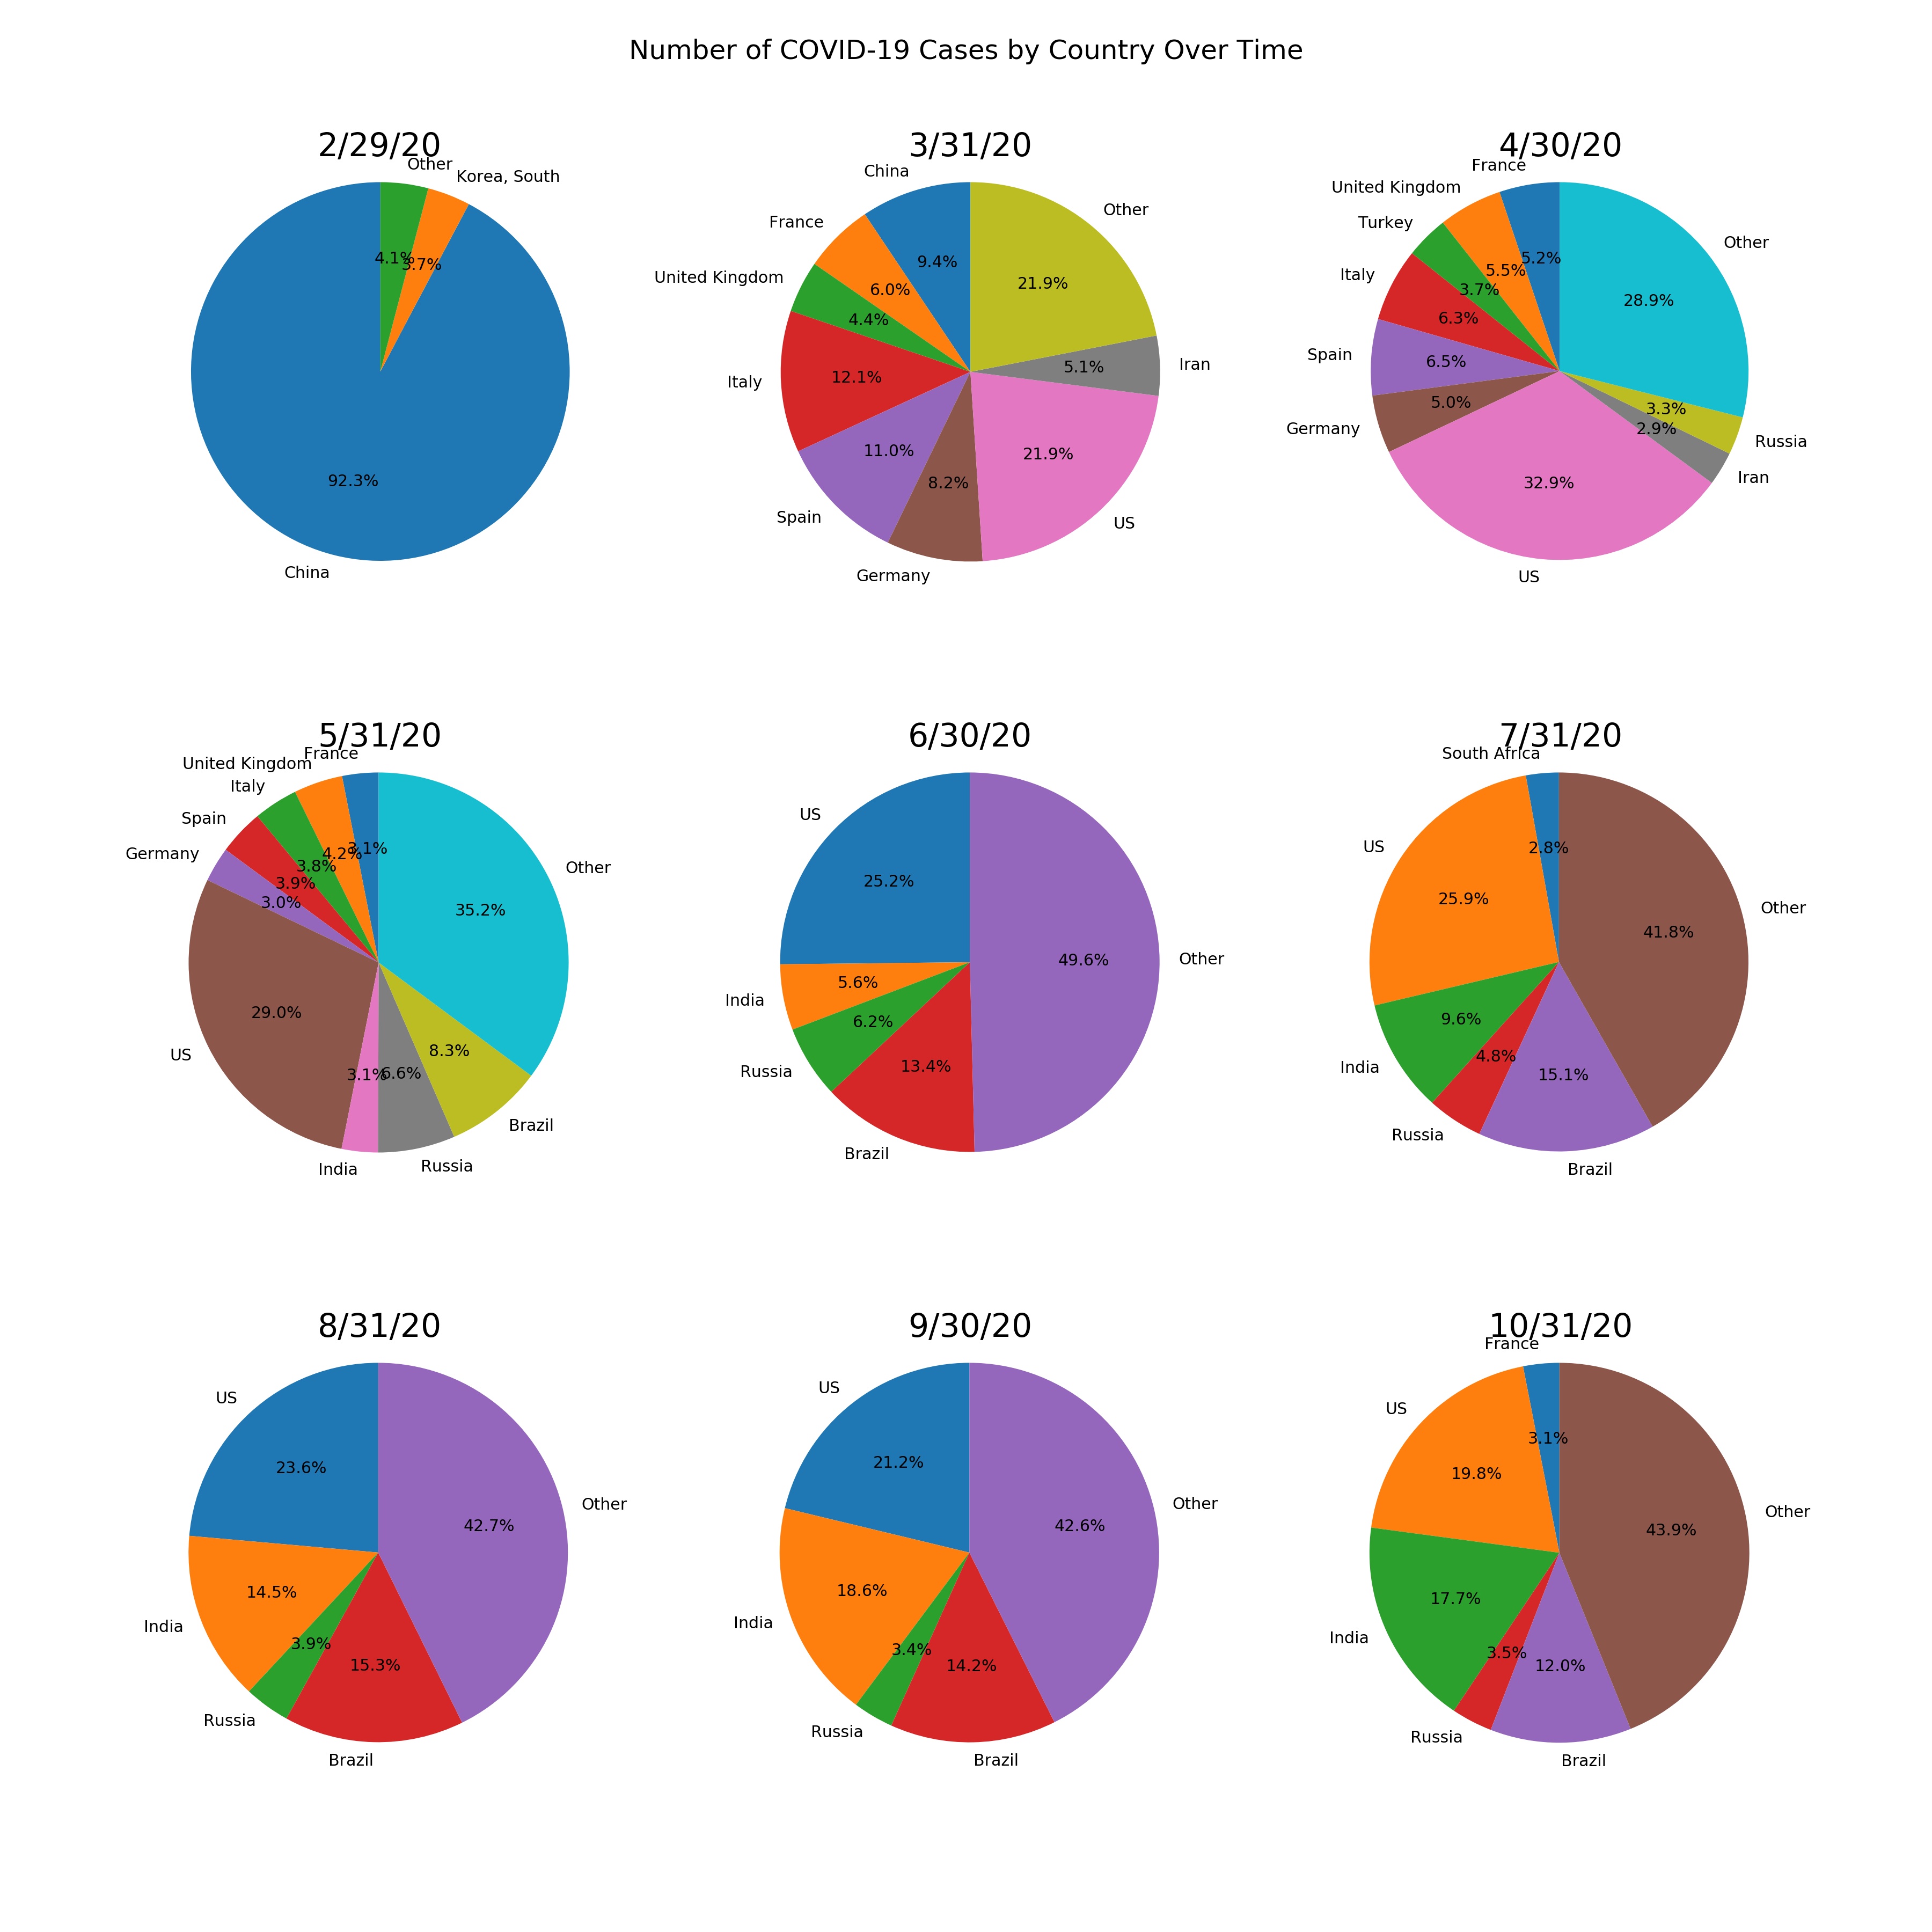 Number of COVID-19 Cases by Country Over Time
2/29/20
Other
Korea, South
4.1%
3.7%
92.3%
China
3/31/20
China
France
United Kingdom
Italy
Spain
Germany
US
Iran
Other
9.4%
6.0%
4.4%
12.1%
11.0%
8.2%
21.9%
5.1%
21.9%
4/30/20
France
United Kingdom
Turkey
Italy
Spain
Germany
US
Iran
Russia
Other
5.2%
5.5%
3.7%
6.3%
6.5%
5.0%
32.9%
2.9%
3.3%
28.9%
5/31/20
France
United Kingdom
Italy
Spain
Germany
US
India
Russia
Brazil
Other
3.1%
4.2%
3.8%
3.9%
3.0%
29.0%
3.1%
6.6%
8.3%
35.2%
6/30/20
US
India
Russia
Brazil
Other
25.2%
5.6%
6.2%
13.4%
49.6%
7/31/20
South Africa
US
India
Russia
Brazil
Other
2.8%
25.9%
9.6%
4.8%
15.1%
41.8%
8/31/20
US
India
Russia
Brazil
Other
23.6%
14.5%
3.9%
15.3%
42.7%
9/30/20
US
India
Russia
Brazil
Other
21.2%
18.6%
3.4%
14.2%
42.6%
10/31/20
France
US
India
Russia
Brazil
Other
3.1%
19.8%
17.7%
3.5%
12.0%
43.9%